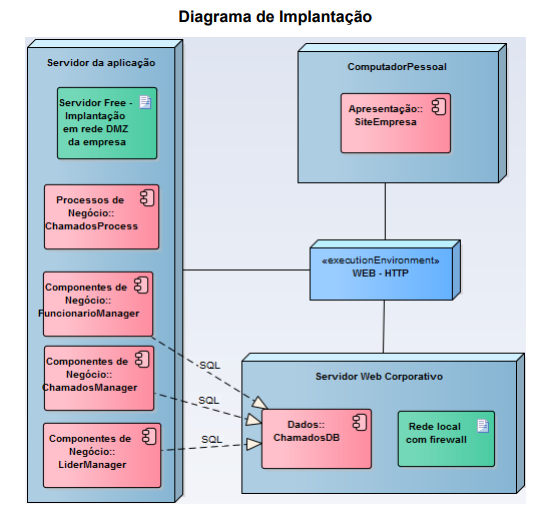 Diagrama de Implantação
Servidor da aplicação
Servidor Free -
Implantação
em rede DMZ
da empresa
Processos de
Negócio::
ChamadosProcess
Componentes de
Negócio::
FuncionarioManager
Componentes de
Negócio::
ChamadosManager
Componentes de
Negócio::
LiderManager
ComputadorPessoal
Apresentação::
SiteEmpresa
«executionEnvironment»
WEB - HTTP
SQL
SQL
SQL
Servidor Web Corporativo
Dados::
ChamadosDB
Rede local
com firewall